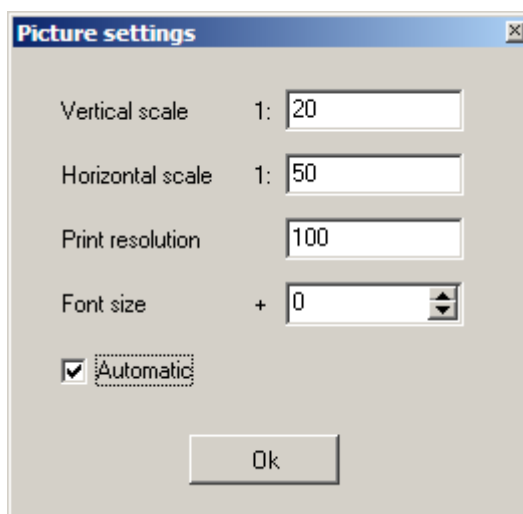 Picture settings
Vertical scale 1: 20
Horizontal scale 1: 50
Print resolution 100
Font size + 0
Automatic
Ok